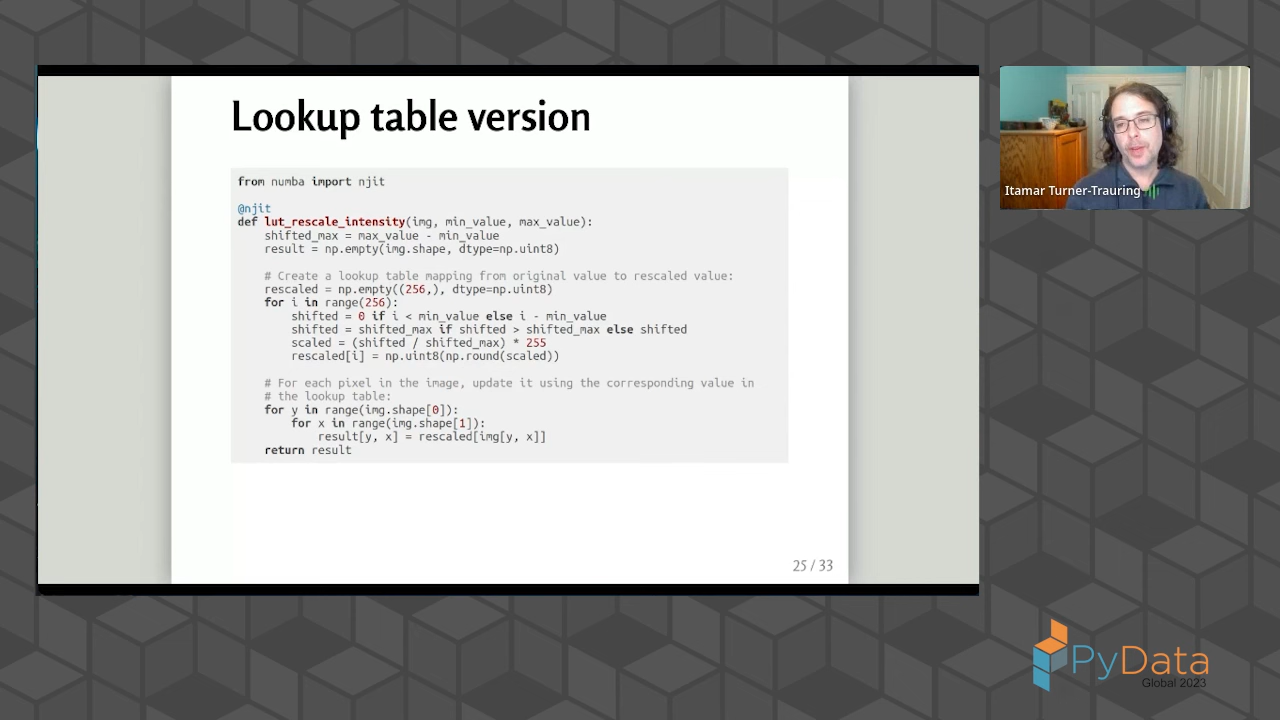 Lookup table version
from numba import njit
@njit
def lut_rescale_intensity(img, min_value, max_value):
    shifted_max = max_value - min_value
    result = np.empty(img.shape, dtype=np.uint8)
    # Create a lookup table mapping from original value to rescaled value:
    rescaled = np.empty((256,), dtype=np.uint8)
    for i in range(256):
        shifted = 0 if i < min_value else i - min_value
        shifted = shifted_max if shifted > shifted_max else shifted
        scaled = (shifted / shifted_max) * 255
        rescaled[i] = np.uint8(np.round(scaled))
    # For each pixel in the image, update it using the corresponding value in
    # the lookup table:
    for y in range(img.shape[0]):
        for x in range(img.shape[1]):
            result[y, x] = rescaled[img[y, x]]
    return result
25 / 33
Itamar Turner-Trauring
PyData
Global 2023